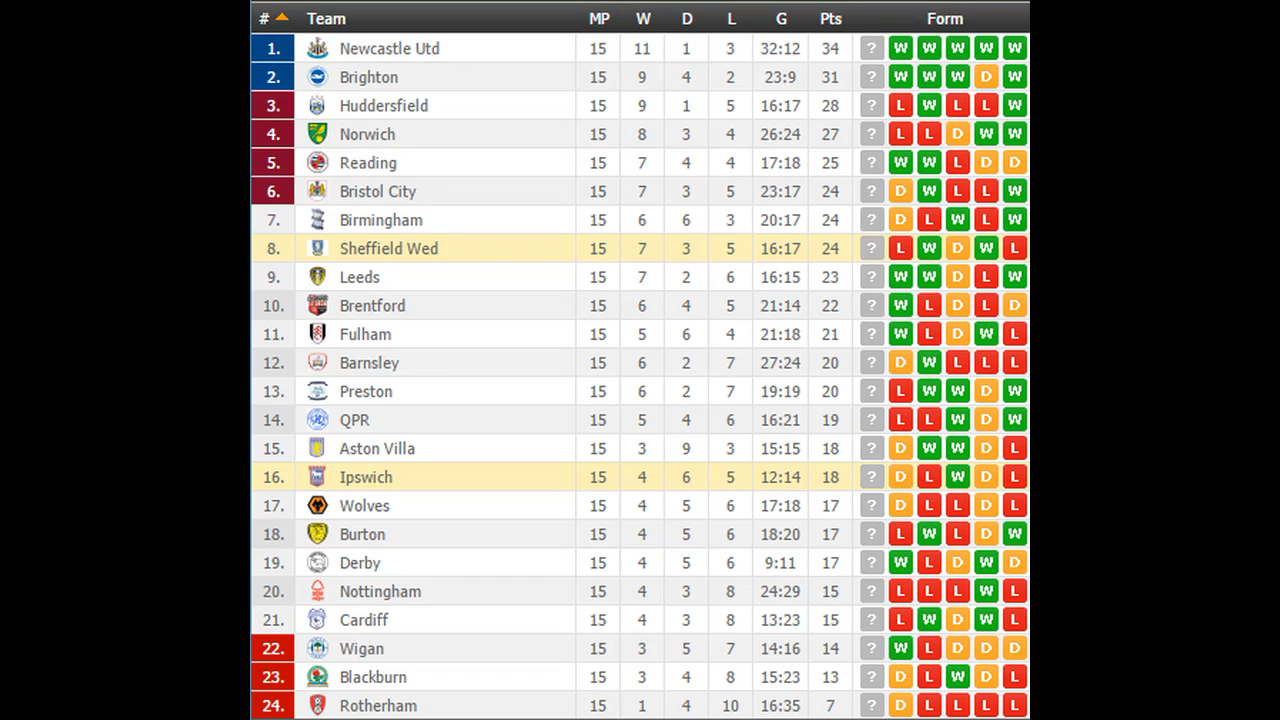 # Team MP W D L G Pts Form
1. Newcastle Utd 15 11 1 3 32:12 34 ? W W W W W
2. Brighton 15 9 4 2 23:9 31 ? W W W D W
3. Huddersfield 15 9 1 5 16:17 28 ? L W L L W
4. Norwich 15 8 3 4 26:24 27 ? L L D W W
5. Reading 15 7 4 4 17:18 25 ? W W L D D
6. Bristol City 15 7 3 5 23:17 24 ? D W L L W
7. Birmingham 15 6 6 3 20:17 24 ? D L W L W
8. Sheffield Wed 15 7 3 5 16:17 24 ? L W D W L
9. Leeds 15 7 2 6 16:15 23 ? W W D L W
10. Brentford 15 6 4 5 21:14 22 ? W L D L D
11. Fulham 15 5 6 4 21:18 21 ? W L D W L
12. Barnsley 15 6 2 7 27:24 20 ? D W L L L
13. Preston 15 6 2 7 19:19 20 ? L W W D W
14. QPR 15 5 4 6 16:21 19 ? L L W D W
15. Aston Villa 15 3 9 3 15:15 18 ? D W W D L
16. Ipswich 15 4 6 5 12:14 18 ? D L W D L
17. Wolves 15 4 5 6 17:18 17 ? D L L D L
18. Burton 15 4 5 6 18:20 17 ? L W L D W
19. Derby 15 4 5 6 9:11 17 ? W L D W D
20. Nottingham 15 4 3 8 24:29 15 ? L L L W L
21. Cardiff 15 4 3 8 13:23 15 ? L W D W L
22. Wigan 15 3 5 7 14:16 14 ? W L D D D
23. Blackburn 15 3 4 8 15:23 13 ? D L W D L
24. Rotherham 15 1 4 10 16:35 7 ? D L L L L